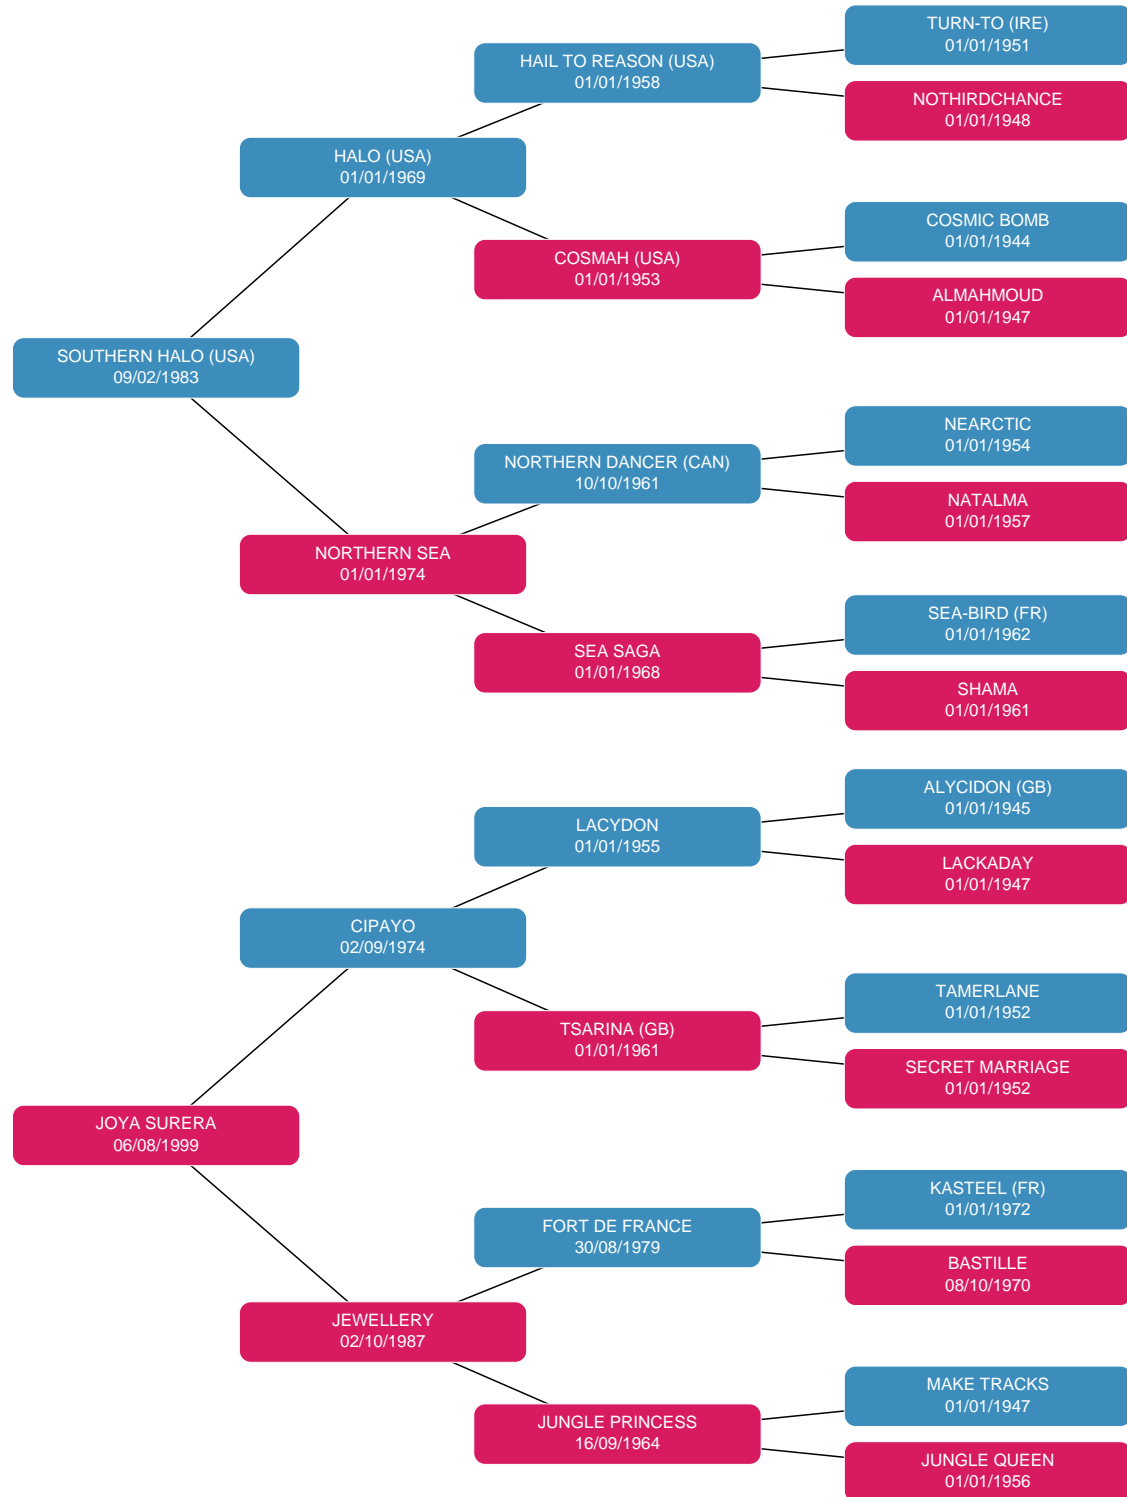 TURN-TO (IRE)
01/01/1951
HAIL TO REASON (USA)
01/01/1958
NOTHIRDCHANCE
01/01/1948
HALO (USA)
01/01/1969
COSMIC BOMB
01/01/1944
COSMAH (USA)
01/01/1953
ALMAHMOUD
01/01/1947
SOUTHERN HALO (USA)
09/02/1983
NEARCTIC
01/01/1954
NORTHERN DANCER (CAN)
10/10/1961
NATALMA
01/01/1957
NORTHERN SEA
01/01/1974
SEA-BIRD (FR)
01/01/1962
SEA SAGA
01/01/1968
SHAMA
01/01/1961
ALYCIDON (GB)
01/01/1945
LACYDON
01/01/1955
LACKADAY
01/01/1947
CIPAYO
02/09/1974
TAMERLANE
01/01/1952
TSARINA (GB)
01/01/1961
SECRET MARRIAGE
01/01/1952
JOYA SURERA
06/08/1999
KASTEEL (FR)
01/01/1972
FORT DE FRANCE
30/08/1979
BASTILLE
08/10/1970
JEWELLERY
02/10/1987
MAKE TRACKS
01/01/1947
JUNGLE PRINCESS
16/09/1964
JUNGLE QUEEN
01/01/1956